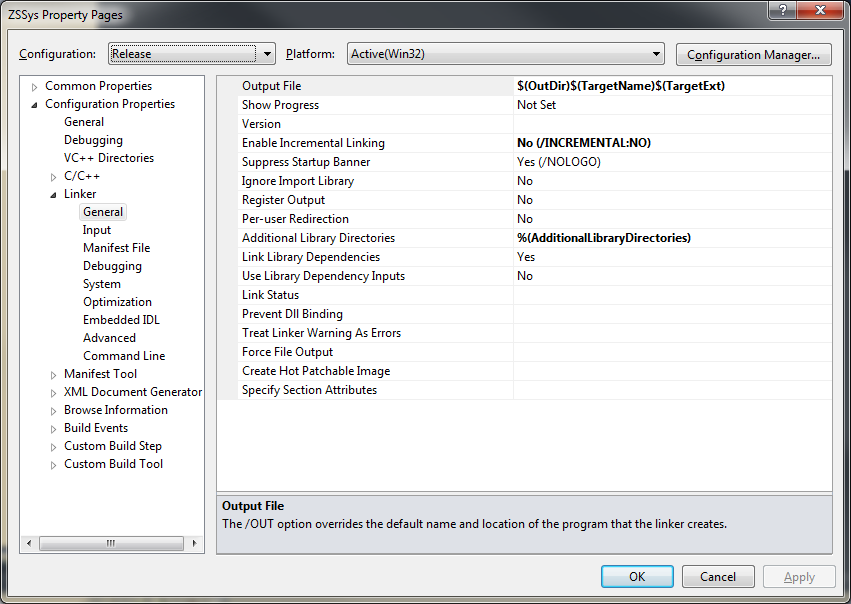 ZSSys Property Pages
Configuration: Release Platform: Active(Win32) Configuration Manager...
Common Properties
Configuration Properties
General
Debugging
VC++ Directories
C/C++
Linker
General
Input
Manifest File
Debugging
System
Optimization
Embedded IDL
Advanced
Command Line
Manifest Tool
XML Document Generator
Browse Information
Build Events
Custom Build Step
Custom Build Tool
Output File $(OutDir)$(TargetName)$(TargetExt)
Show Progress Not Set
Version
Enable Incremental Linking No (/INCREMENTAL:NO)
Suppress Startup Banner Yes (/NOLOGO)
Ignore Import Library No
Register Output No
Per-user Redirection No
Additional Library Directories %(AdditionalLibraryDirectories)
Link Library Dependencies Yes
Use Library Dependency Inputs No
Link Status
Prevent Dll Binding
Treat Linker Warning As Errors
Force File Output
Create Hot Patchable Image
Specify Section Attributes
Output File
The /OUT option overrides the default name and location of the program that the linker creates.
OK Cancel Apply